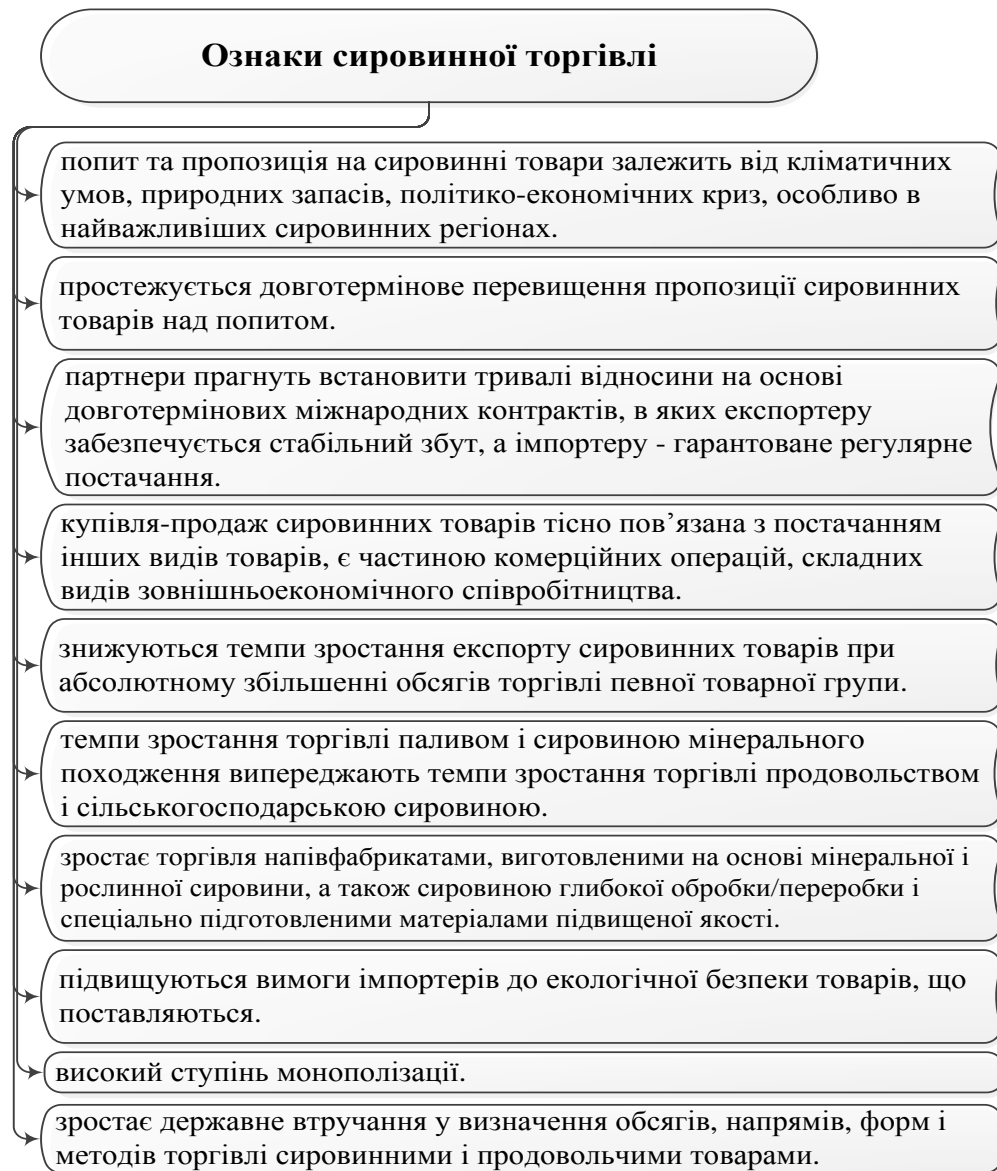 Ознаки сировинної торгівлі
попит та пропозиція на сировинні товари залежить від кліматичних
умов, природних запасів, політико-економічних криз, особливо в
найважливіших сировинних регіонах.
простежується довготермінове перевищення пропозиції сировинних
товарів над попитом.
партнери прагнуть встановити тривалі відносини на основі
довготермінових міжнародних контрактів, в яких експортеру
забезпечується стабільний збут, а імпортеру - гарантоване регулярне
постачання.
купівля-продаж сировинних товарів тісно пов’язана з постачанням
інших видів товарів, є частиною комерційних операцій, складних
видів зовнішньоекономічного співробітництва.
знижуються темпи зростання експорту сировинних товарів при
абсолютному збільшенні обсягів торгівлі певної товарної групи.
темпи зростання торгівлі паливом і сировиною мінерального
походження випереджають темпи зростання торгівлі продовольством
і сільськогосподарською сировиною.
зростає торгівля напівфабрикатами, виготовленими на основі мінеральної і
рослинної сировини, а також сировиною глибокої обробки/переробки і
спеціально підготовленими матеріалами підвищеної якості.
підвищуються вимоги імпортерів до екологічної безпеки товарів, що
поставляються.
високий ступінь монополізації.
зростає державне втручання у визначення обсягів, напрямів, форм і
методів торгівлі сировинними і продовольчими товарами.